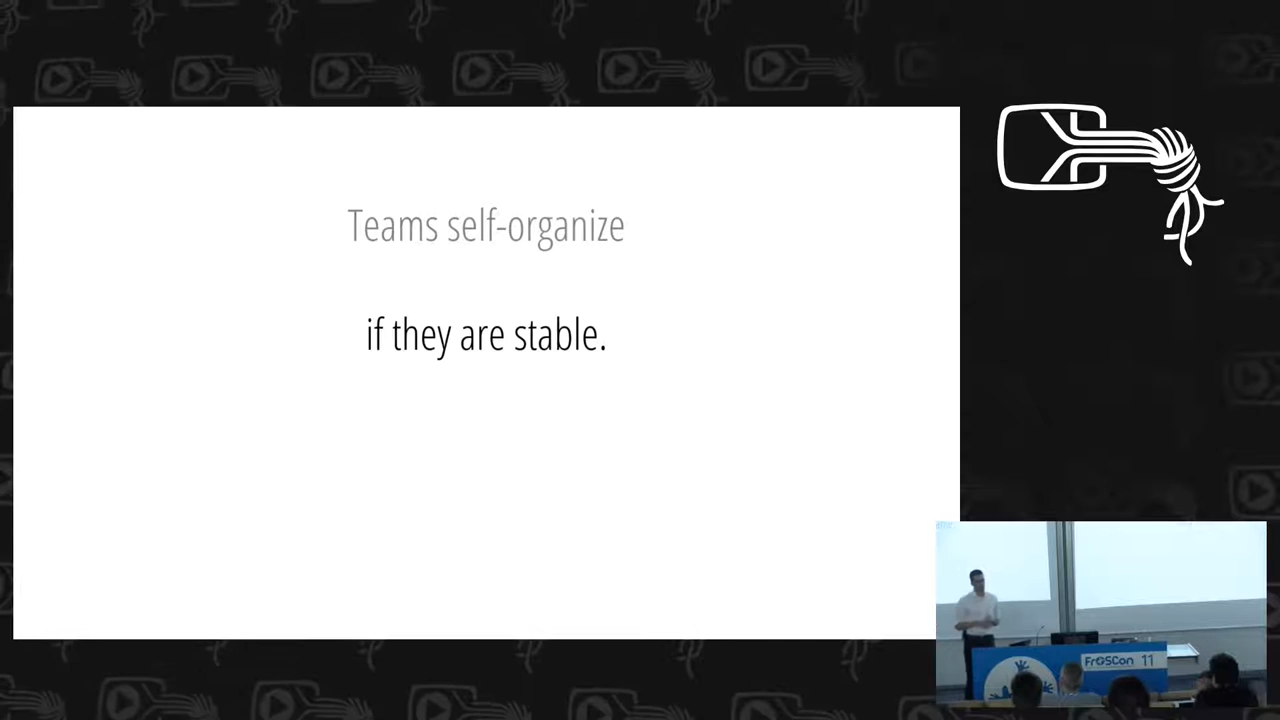 Teams self-organize
if they are stable.
FrOSCon 11